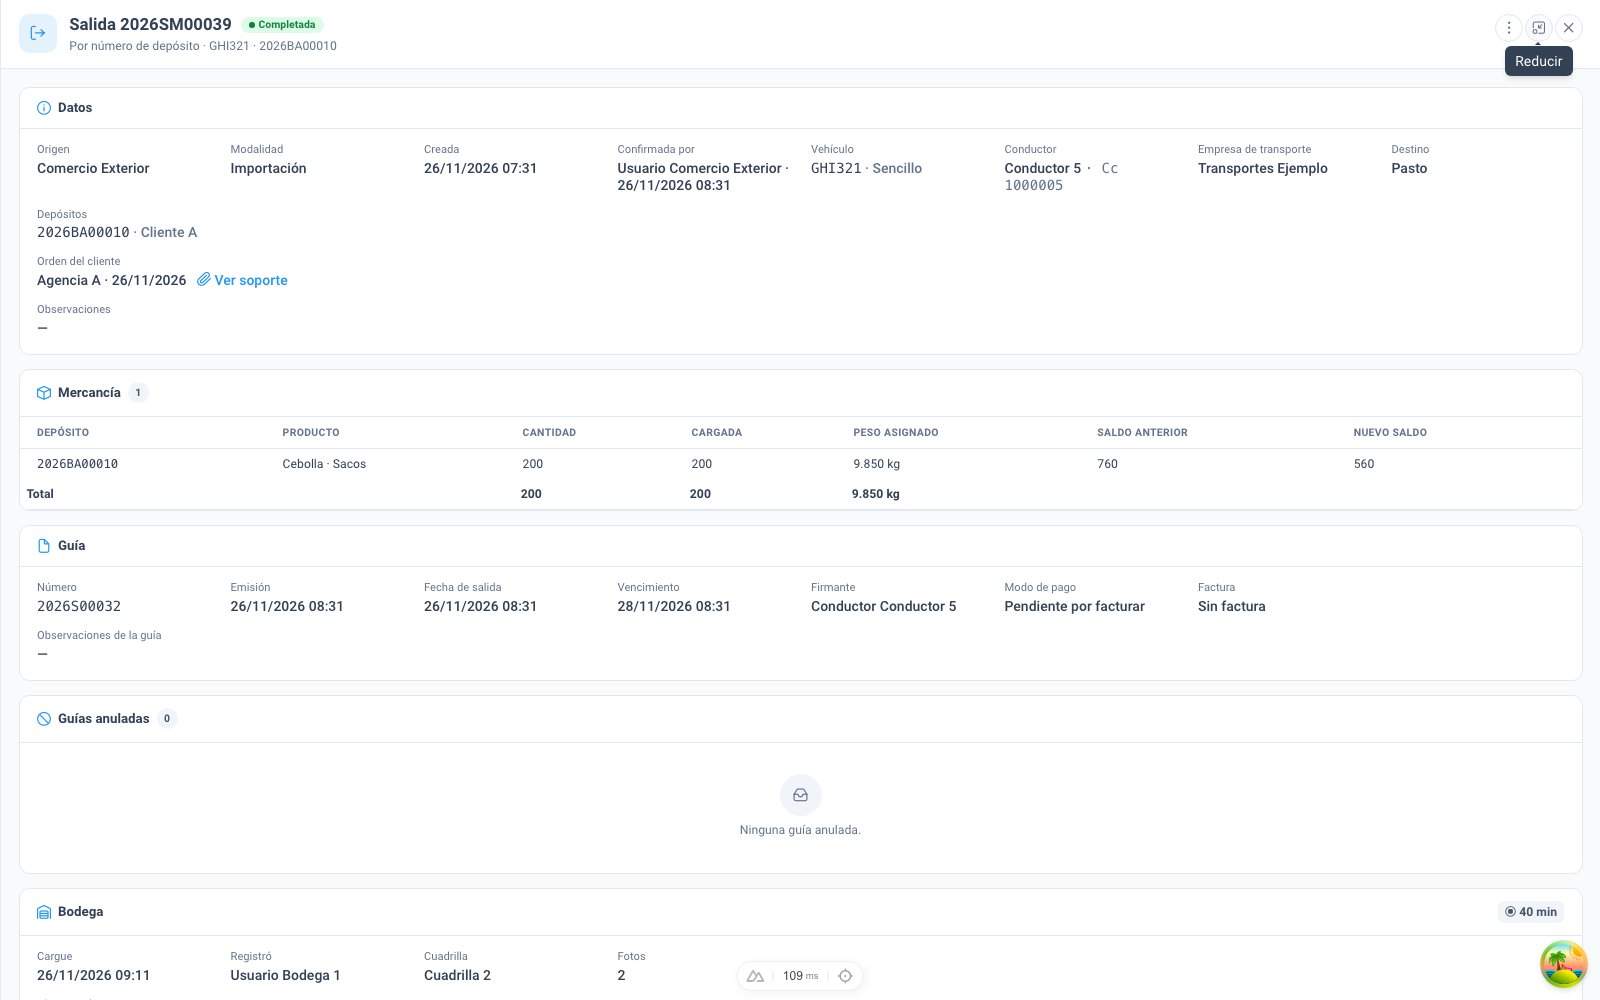 Salida 2026SM00039 Completada
Por número de depósito · GHI321 · 2026BA00010
Reducir
Datos
Origen Modalidad Creada Confirmada por Vehículo Conductor Empresa de transporte Destino
Comercio Exterior Importación 26/11/2026 07:31 Usuario Comercio Exterior · GHI321 · Sencillo Conductor 5 · Cc Transportes Ejemplo Pasto
26/11/2026 08:31 1000005
Depósitos
2026BA00010 · Cliente A
Orden del cliente
Agencia A · 26/11/2026 Ver soporte
Observaciones
—
Mercancía 1
DEPÓSITO PRODUCTO CANTIDAD CARGADA PESO ASIGNADO SALDO ANTERIOR NUEVO SALDO
2026BA00010 Cebolla · Sacos 200 200 9.850 kg 760 560
Total 200 200 9.850 kg
Guía
Número Emisión Fecha de salida Vencimiento Firmante Modo de pago Factura
2026S00032 26/11/2026 08:31 26/11/2026 08:31 28/11/2026 08:31 Conductor Conductor 5 Pendiente por facturar Sin factura
Observaciones de la guía
—
Guías anuladas 0
Ninguna guía anulada.
Bodega 40 min
Cargue Registró Cuadrilla Fotos
26/11/2026 09:11 Usuario Bodega 1 Cuadrilla 2 2
109 ms